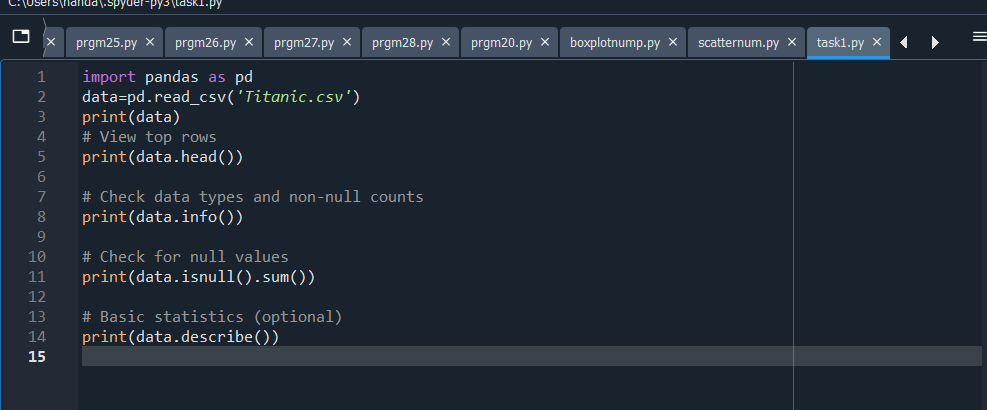 C:\Users\nanda\.spyder-py3\task1.py
prgm25.py prgm26.py prgm27.py prgm28.py prgm20.py boxplotnump.py scatternum.py task1.py
1 import pandas as pd
2 data=pd.read_csv('Titanic.csv')
3 print(data)
4 # View top rows
5 print(data.head())
6
7 # Check data types and non-null counts
8 print(data.info())
9
10 # Check for null values
11 print(data.isnull().sum())
12
13 # Basic statistics (optional)
14 print(data.describe())
15